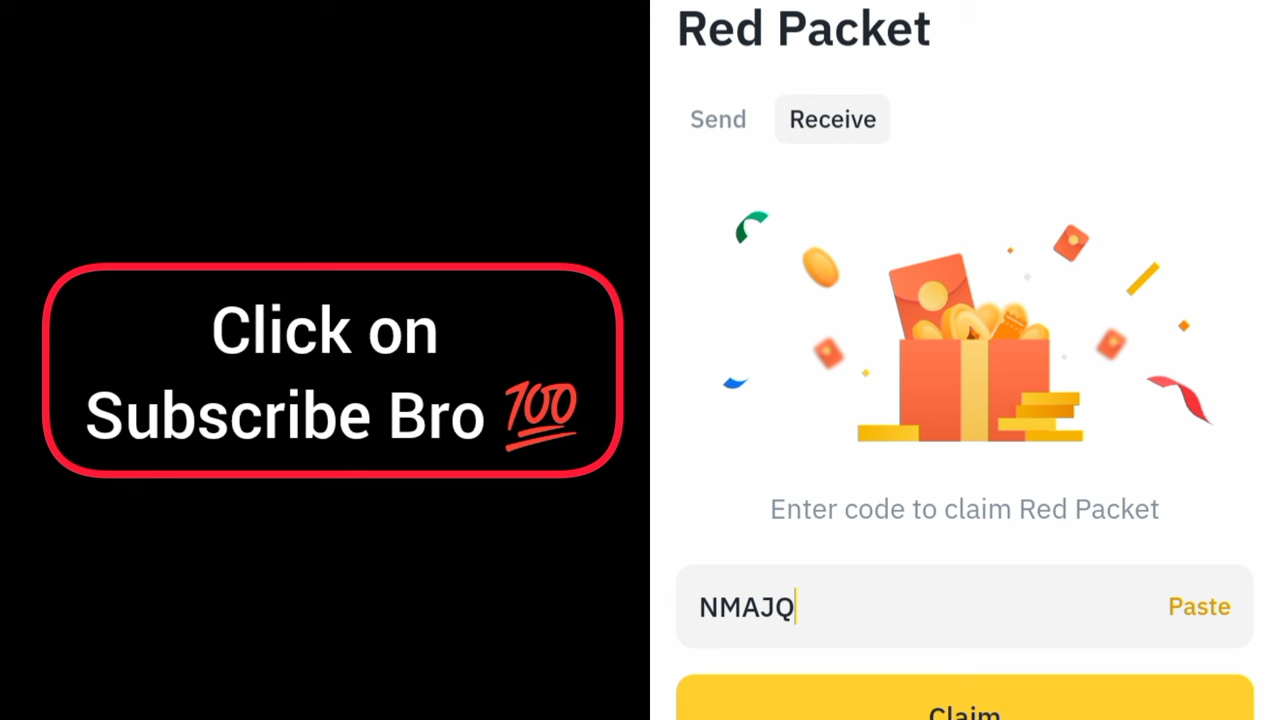 Click on
Subscribe Bro 💯
Red Packet
Send
Receive
Enter code to claim Red Packet
NMAJQ
Paste
Claim